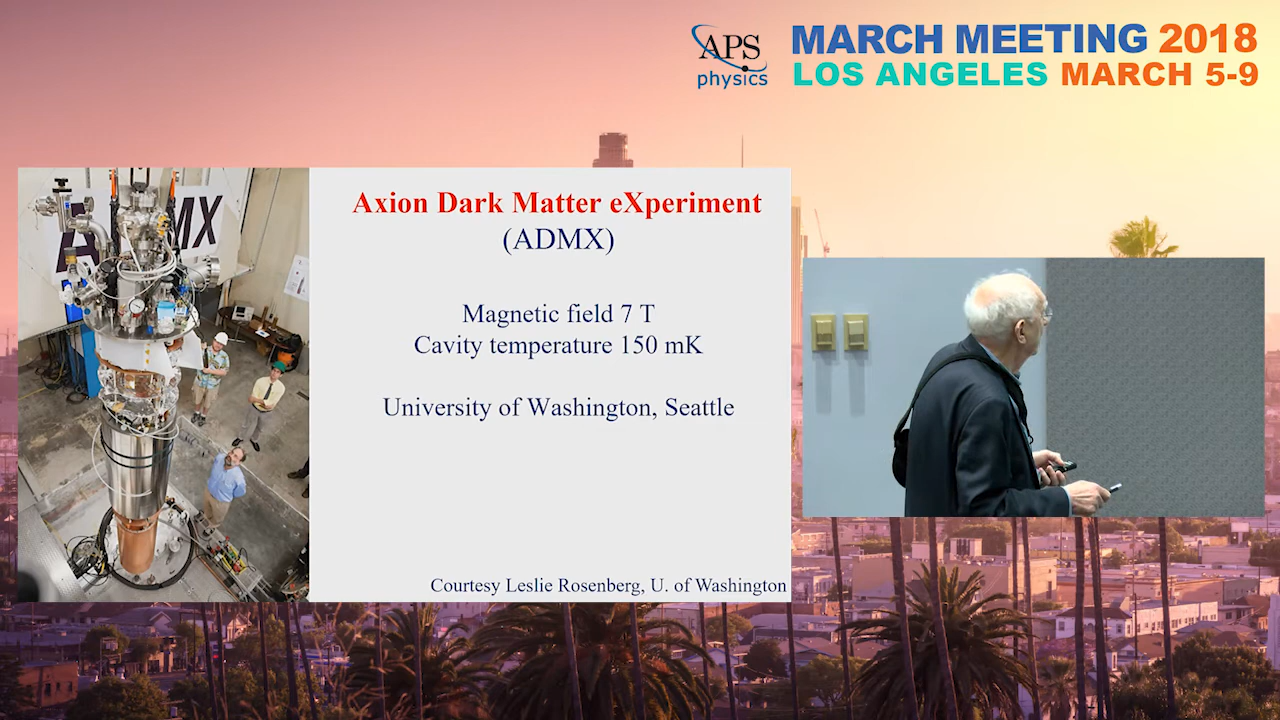 APS
physics
MARCH MEETING 2018
LOS ANGELES MARCH 5-9
Axion Dark Matter eXperiment
(ADMX)
Magnetic field 7 T
Cavity temperature 150 mK
University of Washington, Seattle
Courtesy Leslie Rosenberg, U. of Washington